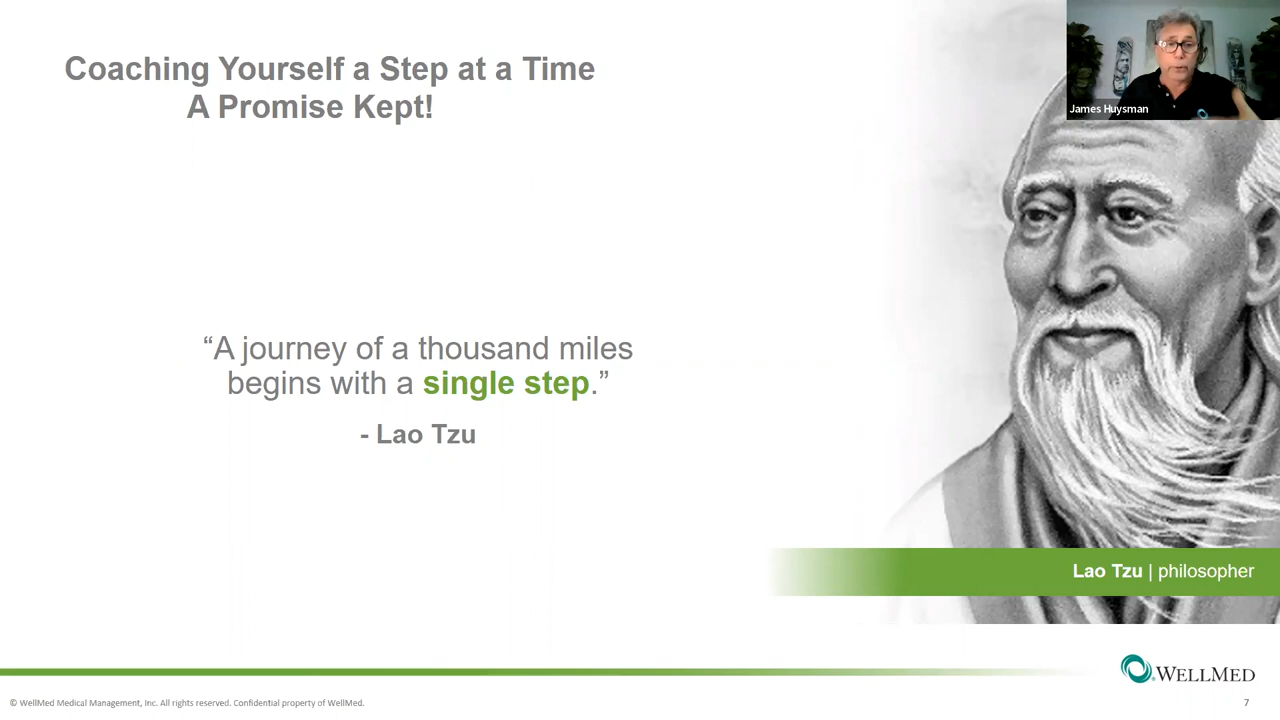 Coaching Yourself a Step at a Time
A Promise Kept!
James Huysman
“A journey of a thousand miles
begins with a single step.”
- Lao Tzu
Lao Tzu | philosopher
WELLMED
© WellMed Medical Management, Inc. All rights reserved. Confidential property of WellMed.
7